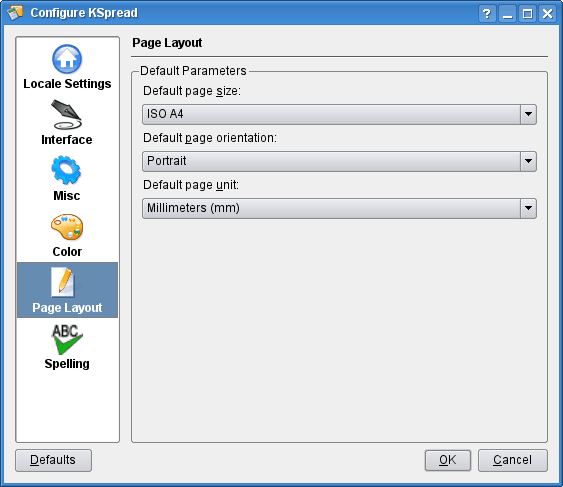 Configure KSpread
?
Locale Settings
Interface
Misc
Color
Page Layout
ABC
Spelling
Page Layout
Default Parameters
Default page size:
ISO A4
Default page orientation:
Portrait
Default page unit:
Millimeters (mm)
Defaults
OK
Cancel